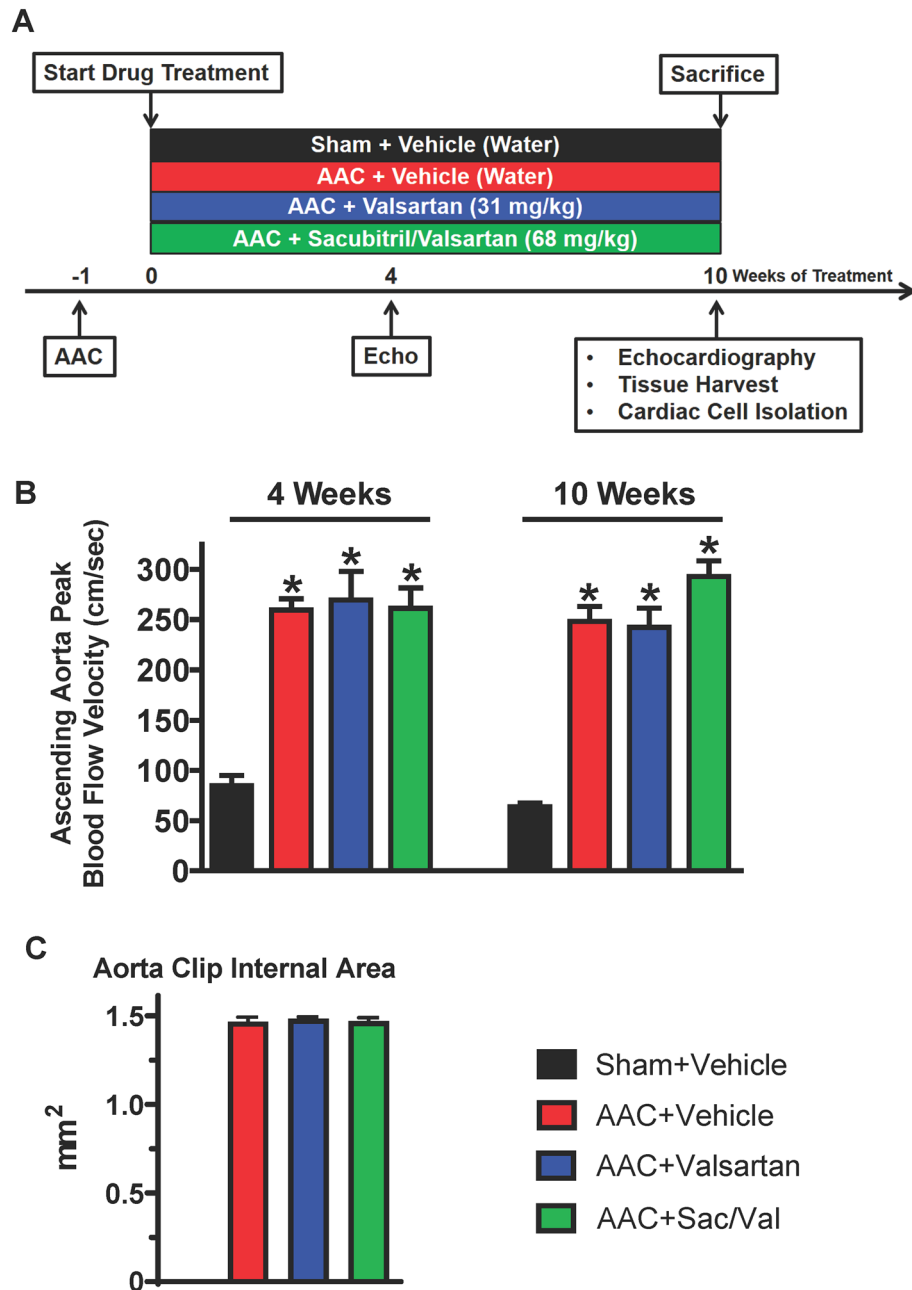 A
Start Drug Treatment
Sacrifice
Sham + Vehicle (Water)
AAC + Vehicle (Water)
AAC + Valsartan (31 mg/kg)
AAC + Sacubitril/Valsartan (68 mg/kg)
-1 0 4 10 Weeks of Treatment
AAC
Echo
• Echocardiography
• Tissue Harvest
• Cardiac Cell Isolation
B
4 Weeks
10 Weeks
Ascending Aorta Peak
Blood Flow Velocity (cm/sec)
300
250
200
150
100
50
0
* * * * * *
C
Aorta Clip Internal Area
mm²
1.5
1.0
0.5
0
Sham+Vehicle
AAC+Vehicle
AAC+Valsartan
AAC+Sac/Val